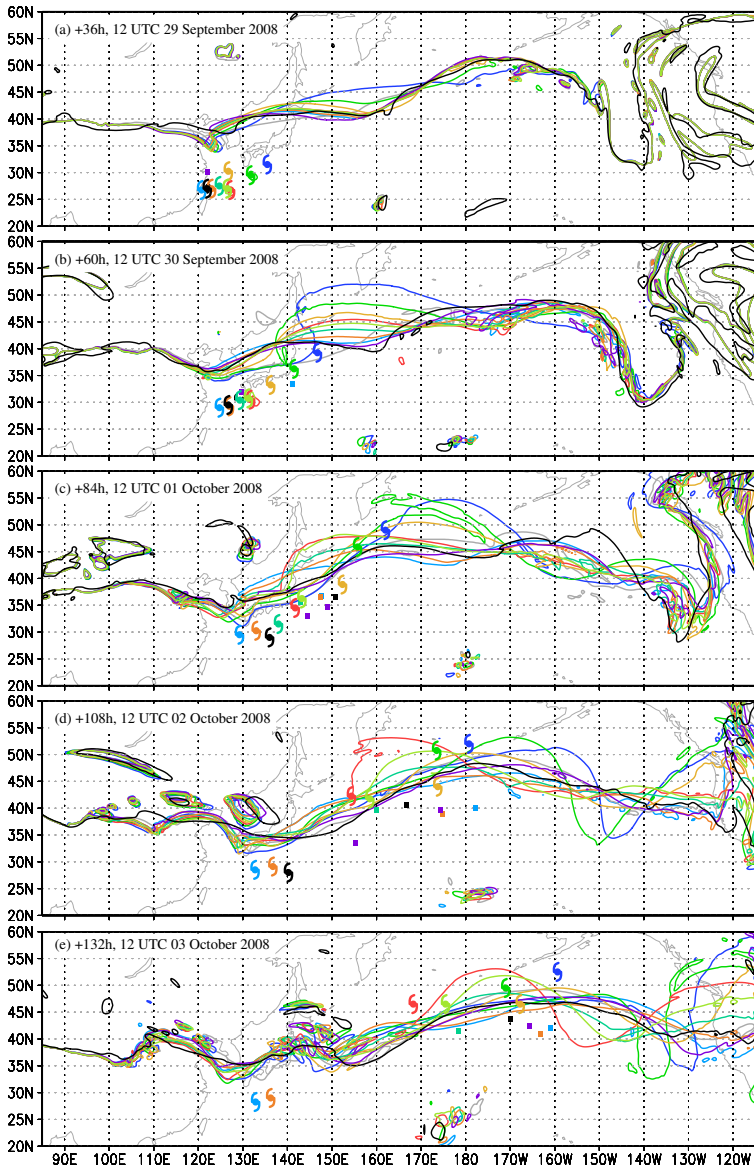 60N
(a) +36h, 12 UTC 29 September 2008
55N
50N
45N
40N
35N
30N
25N
20N
60N
(b) +60h, 12 UTC 30 September 2008
55N
50N
45N
40N
35N
30N
25N
20N
60N
(c) +84h, 12 UTC 01 October 2008
55N
50N
45N
40N
35N
30N
25N
20N
60N
(d) +108h, 12 UTC 02 October 2008
55N
50N
45N
40N
35N
30N
25N
20N
60N
(e) +132h, 12 UTC 03 October 2008
55N
50N
45N
40N
35N
30N
25N
20N
90E 100E 110E 120E 130E 140E 150E 160E 170E 180 170W 160W 150W 140W 130W 120W